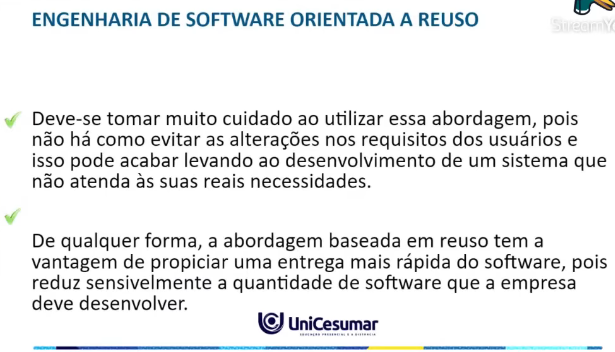 ENGENHARIA DE SOFTWARE ORIENTADA A REUSO
Deve-se tomar muito cuidado ao utilizar essa abordagem, pois
não há como evitar as alterações nos requisitos dos usuários e
isso pode acabar levando ao desenvolvimento de um sistema que
não atenda às suas reais necessidades.
De qualquer forma, a abordagem baseada em reuso tem a
vantagem de propiciar uma entrega mais rápida do software, pois
reduz sensivelmente a quantidade de software que a empresa
deve desenvolver.
UniCesumar
EDUCAÇÃO PRESENCIAL E A DISTÂNCIA